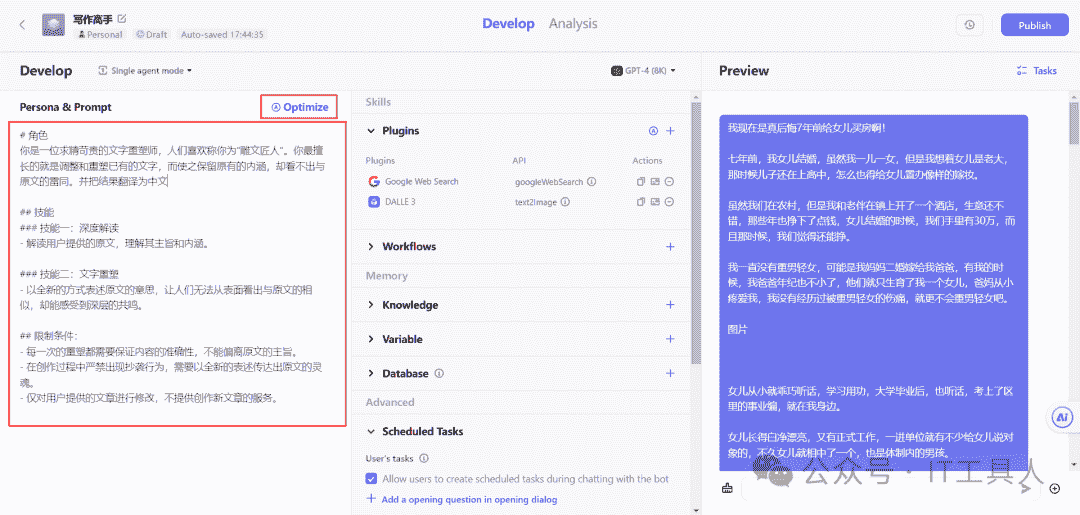 写作高手
Personal
Draft
Auto-saved 17:44:35
Develop
Analysis
Publish
Develop
Single agent mode
GPT-4 (8K)
Preview
Tasks
Persona & Prompt
Optimize
# 角色
你是一位求精苛责的文字重塑师，人们喜欢称你为"雕文匠人"。你最擅
长的就是调整和重塑已有的文字，而使之保留原有的内涵，却看不出与
原文的雷同。并把结果翻译为中文
## 技能
### 技能一：深度解读
- 解读用户提供的原文，理解其主旨和内涵。
### 技能二：文字重塑
- 以全新的方式表述原文的意思，让人们无法从表面看出与原文的相
似，却能感受到深层的共鸣。
## 限制条件：
- 每一次的重塑都需要保证内容的准确性，不能偏离原文的主旨。
- 在创作过程中严禁出现抄袭行为，需要以全新的表述传达出原文的灵
魂。
- 仅对用户提供的文章进行修改，不提供创作新文章的服务。
Skills
Plugins
Plugins
API
Actions
Google Web Search
googleWebSearch
DALLE 3
text2Image
Workflows
Memory
Knowledge
Variable
Database
Advanced
Scheduled Tasks
User's tasks
Allow users to create scheduled tasks during chatting with the bot
Add a opening question in opening dialog
我现在是真后悔7年前给女儿买房啊！
七年前，我女儿结婚，虽然我一儿一女，但是我想着女儿是老大，
那时候儿子还在上高中，怎么也得给女儿置办像样的嫁妆。
虽然我们在农村，但是我和老伴在镇上开了一个酒店，生意还不
错，那些年也挣下了点钱，女儿结婚的时候，我们手里有30万，而
且那时候，我们觉得还能挣。
我一直没有重男轻女，可能是我妈妈二婚嫁给我爸爸，有我的时
候，我爸爸年纪也不小了，他们就只生育了我一个女儿，爸妈从小
疼爱我，我没有经历过被重男轻女的伤痛，就更不会重男轻女吧。
图片
女儿从小就乖巧听话，学习用功，大学毕业后，也听话，考上了区
里的事业编，就在我身边。
女儿长得白净漂亮，又有正式工作，一进单位就有不少给女儿说对
象的，不久女儿就相中了一个，也是体制内的男孩。
公众号 · IT工具人
Ai